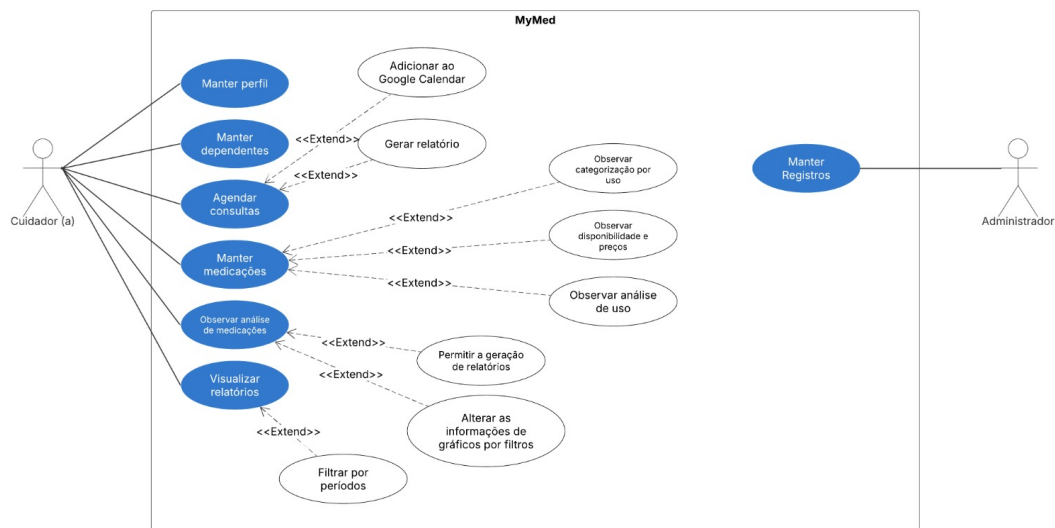 MyMed
Manter perfil
Adicionar ao
Google Calendar
Manter
dependentes
<<Extend>>
Gerar relatório
<<Extend>>
Agendar
consultas
Observar
categorização por
uso
Manter
Registros
Cuidador (a)
Administrador
<<Extend>>
Observar
disponibilidade e
preços
<<Extend>>
Manter
medicações
<<Extend>>
Observar análise
de uso
Observar análise
de medicações
<<Extend>>
Permitir a geração
de relatórios
Visualizar
relatórios
<<Extend>>
Alterar as
informações de
gráficos por filtros
<<Extend>>
Filtrar por
períodos